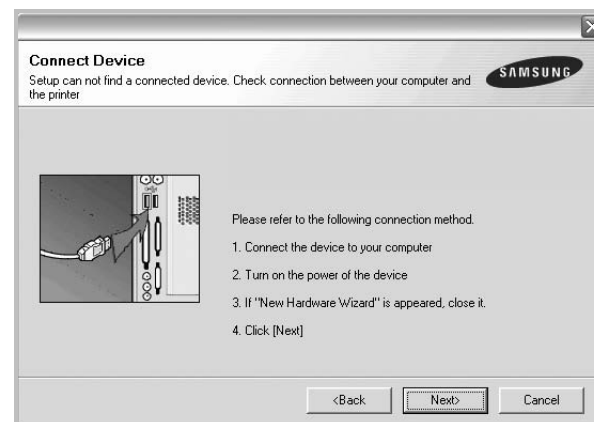 Connect Device
Setup can not find a connected device. Check connection between your computer and
the printer
SAMSUNG
Please refer to the following connection method.
1. Connect the device to your computer
2. Turn on the power of the device
3. If "New Hardware Wizard" is appeared, close it.
4. Click [Next]
<Back
Next>
Cancel